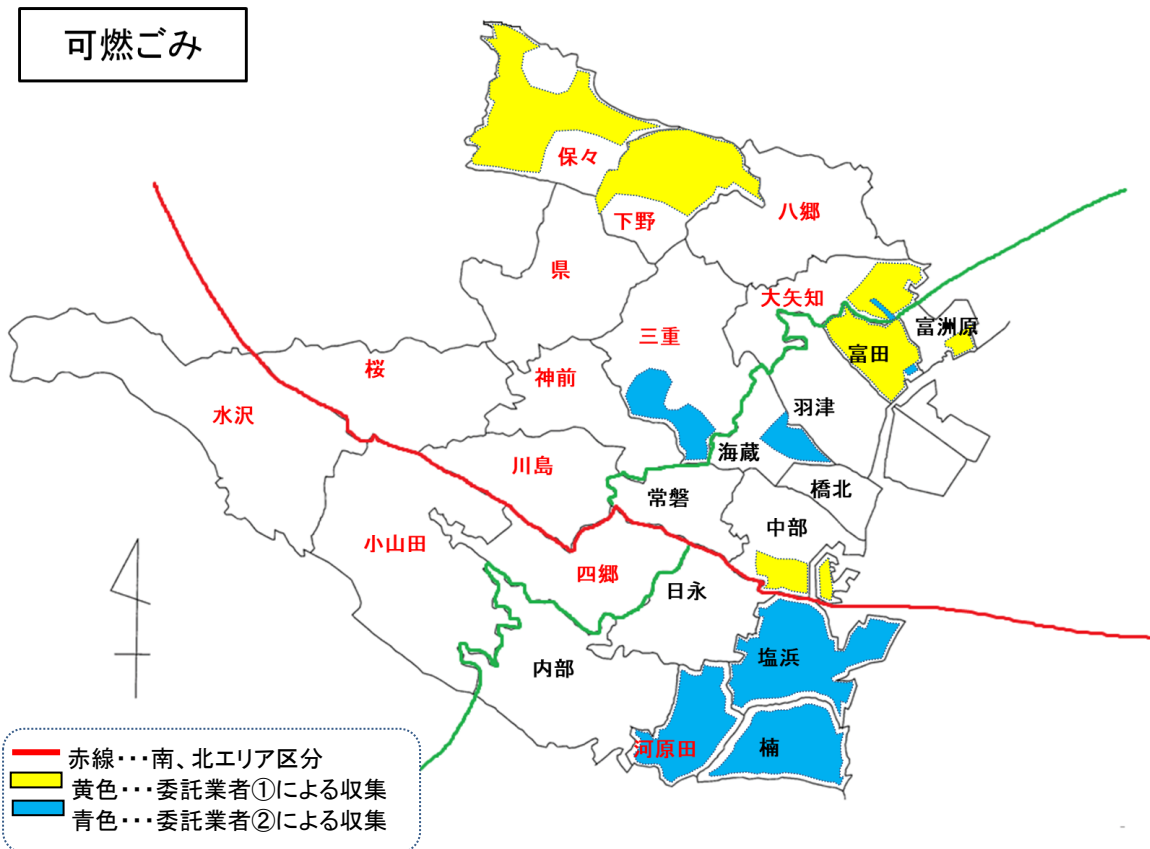 可燃ごみ
保々
下野
八郷
県
大矢知
富洲原
三重
富田
桜
神前
羽津
水沢
海蔵
川島
橋北
常磐
中部
小山田
四郷
日永
塩浜
内部
河原田
楠
赤線・・・南、北エリア区分
黄色・・・委託業者①による収集
青色・・・委託業者②による収集